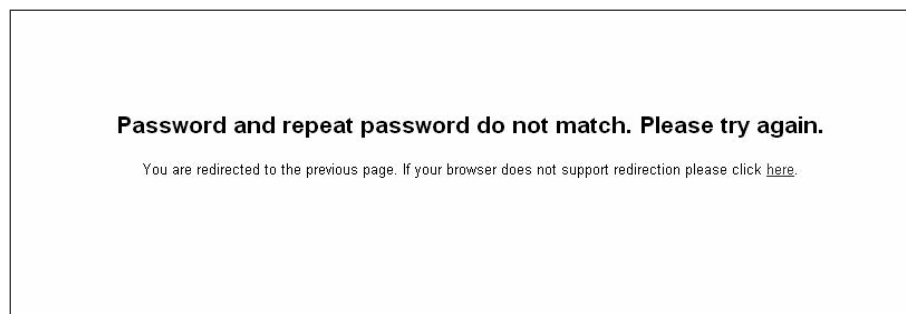 Password and repeat password do not match. Please try again.
You are redirected to the previous page. If your browser does not support redirection please click here.